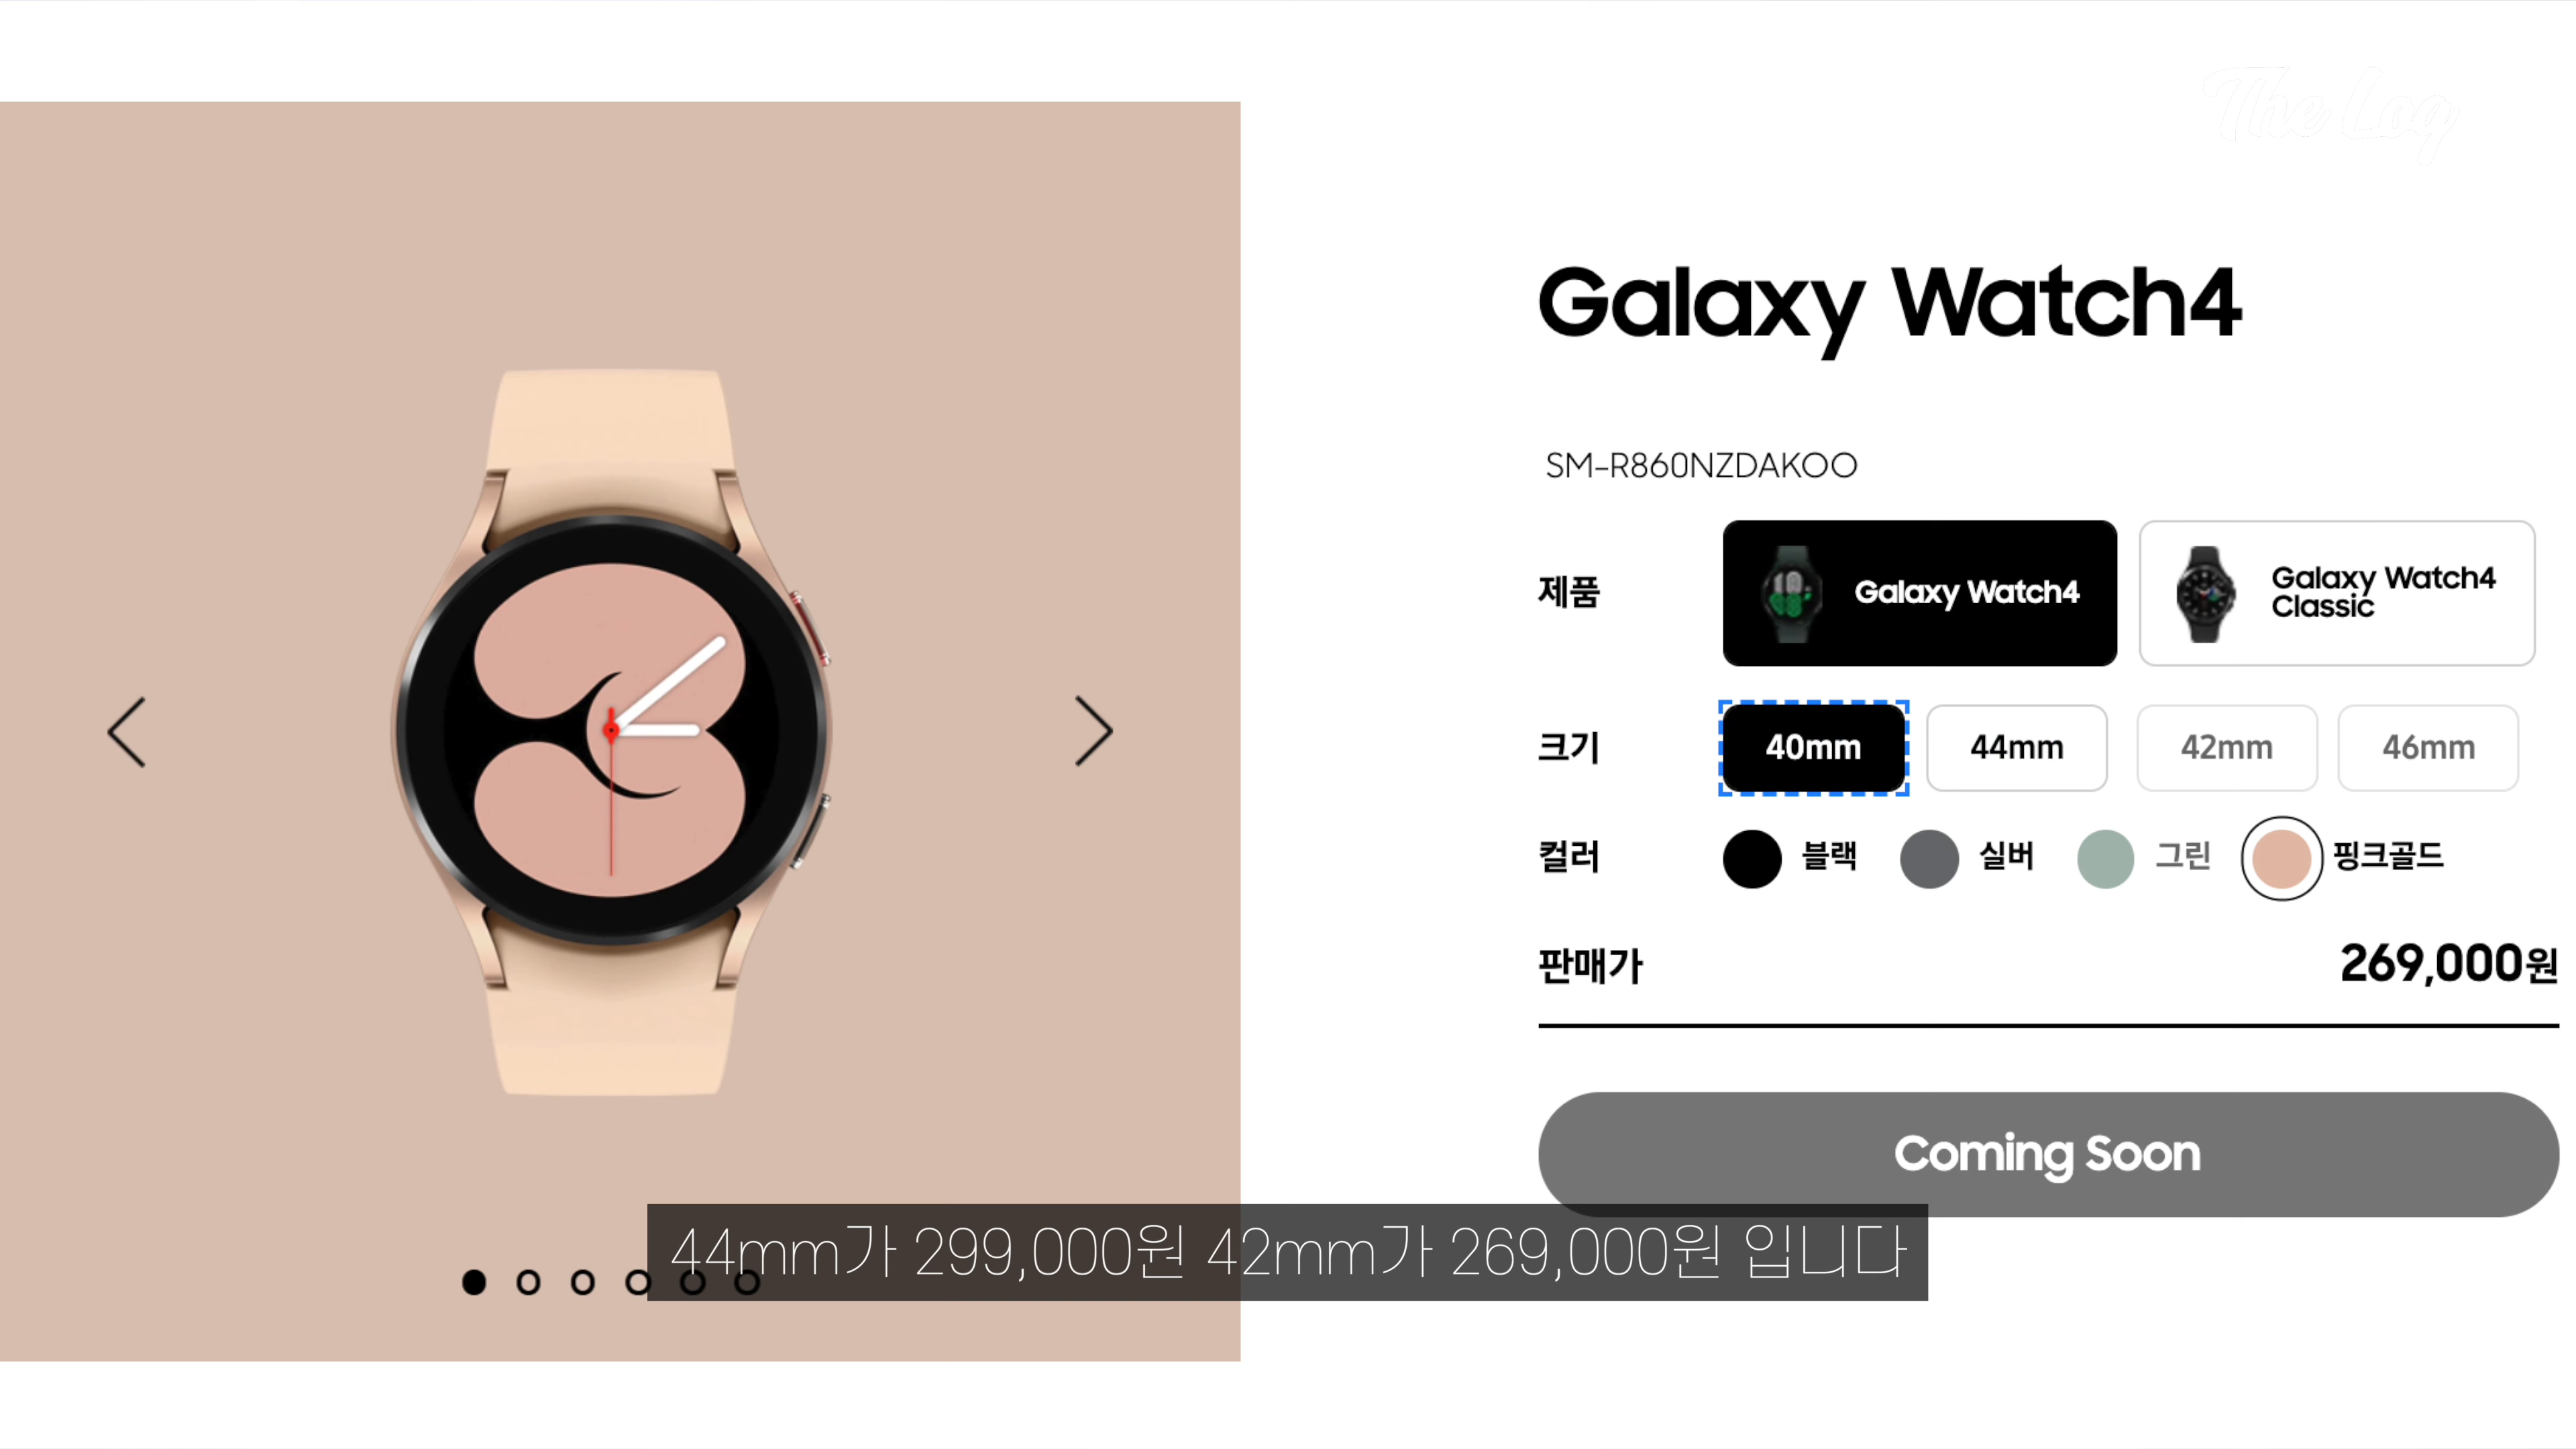 The Log
Galaxy Watch4
SM-R860NZDAKOO
제품
Galaxy Watch4
Galaxy Watch4
Classic
크기
40mm
44mm
42mm
46mm
컬러
블랙
실버
그린
핑크골드
판매가
269,000원
Coming Soon
44mm가 299,000원 42mm가 269,000원 입니다